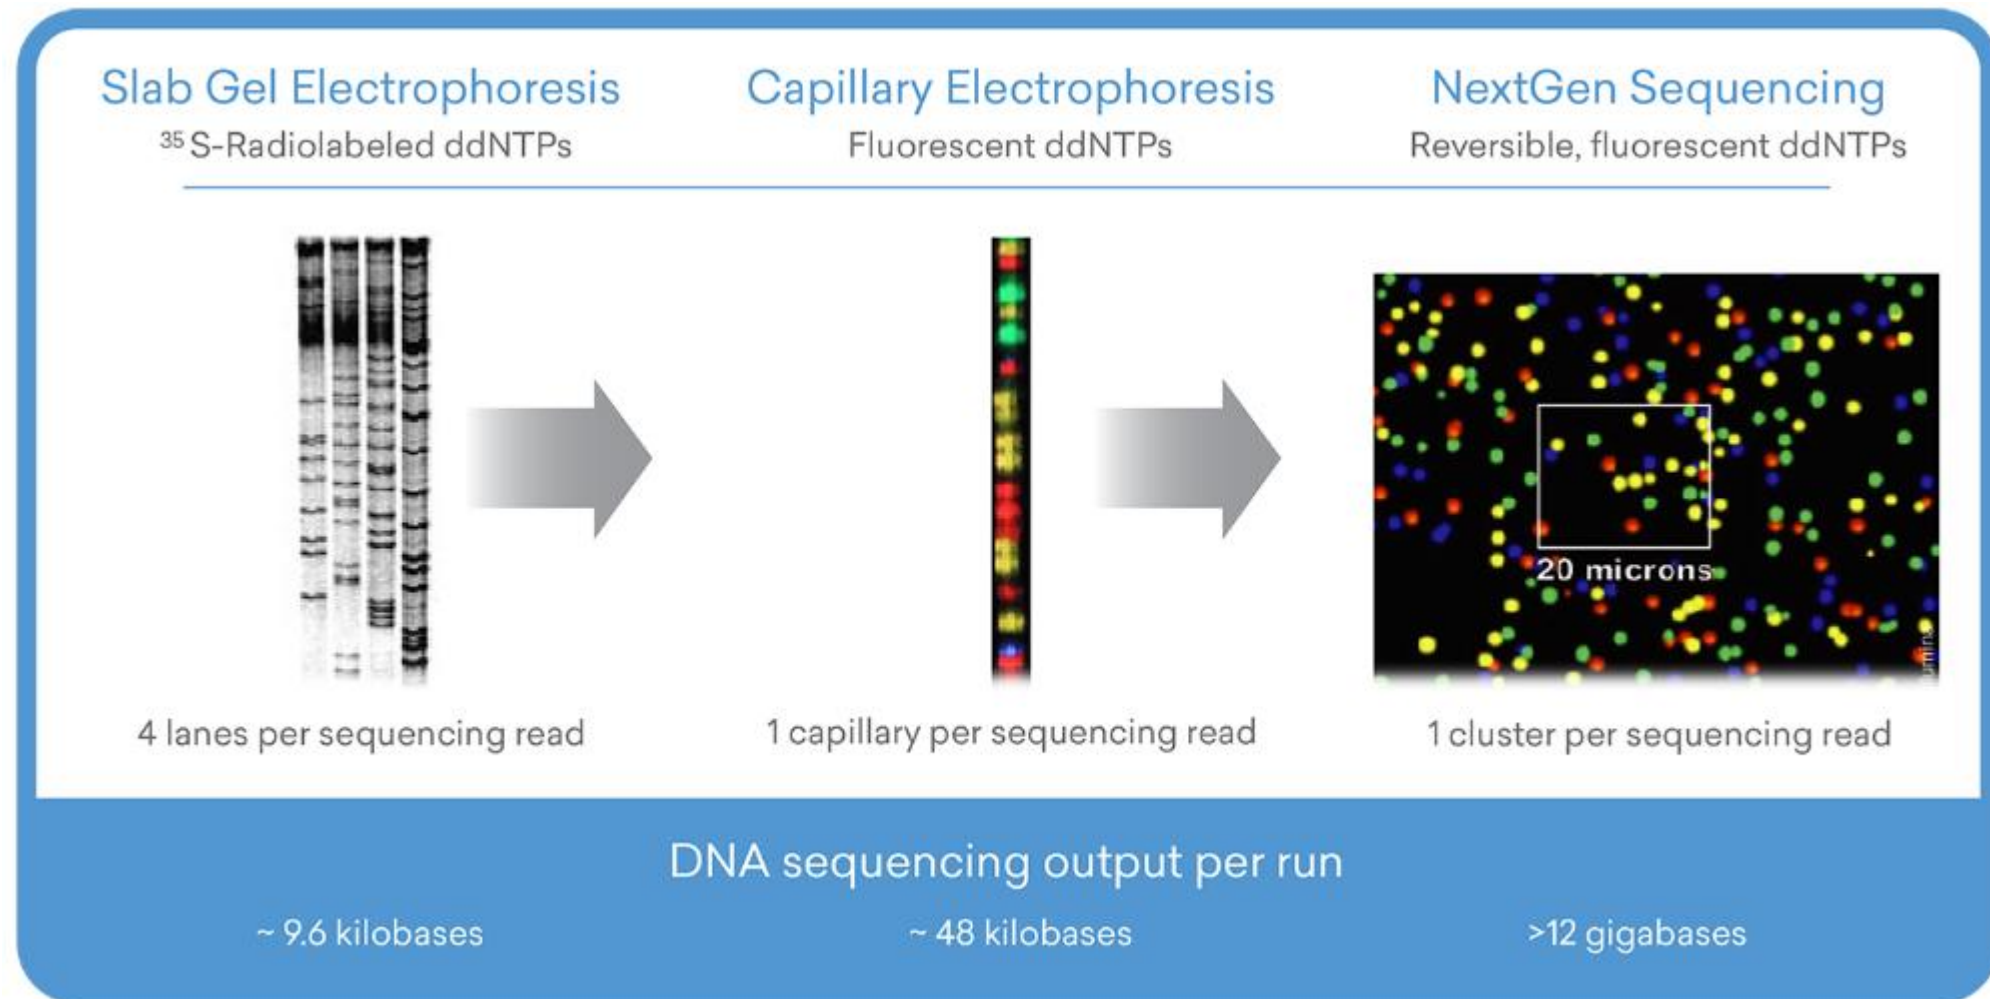 Slab Gel Electrophoresis
³⁵S-Radiolabeled ddNTPs
Capillary Electrophoresis
Fluorescent ddNTPs
NextGen Sequencing
Reversible, fluorescent ddNTPs
20 microns
4 lanes per sequencing read
1 capillary per sequencing read
1 cluster per sequencing read
DNA sequencing output per run
~ 9.6 kilobases
~ 48 kilobases
>12 gigabases